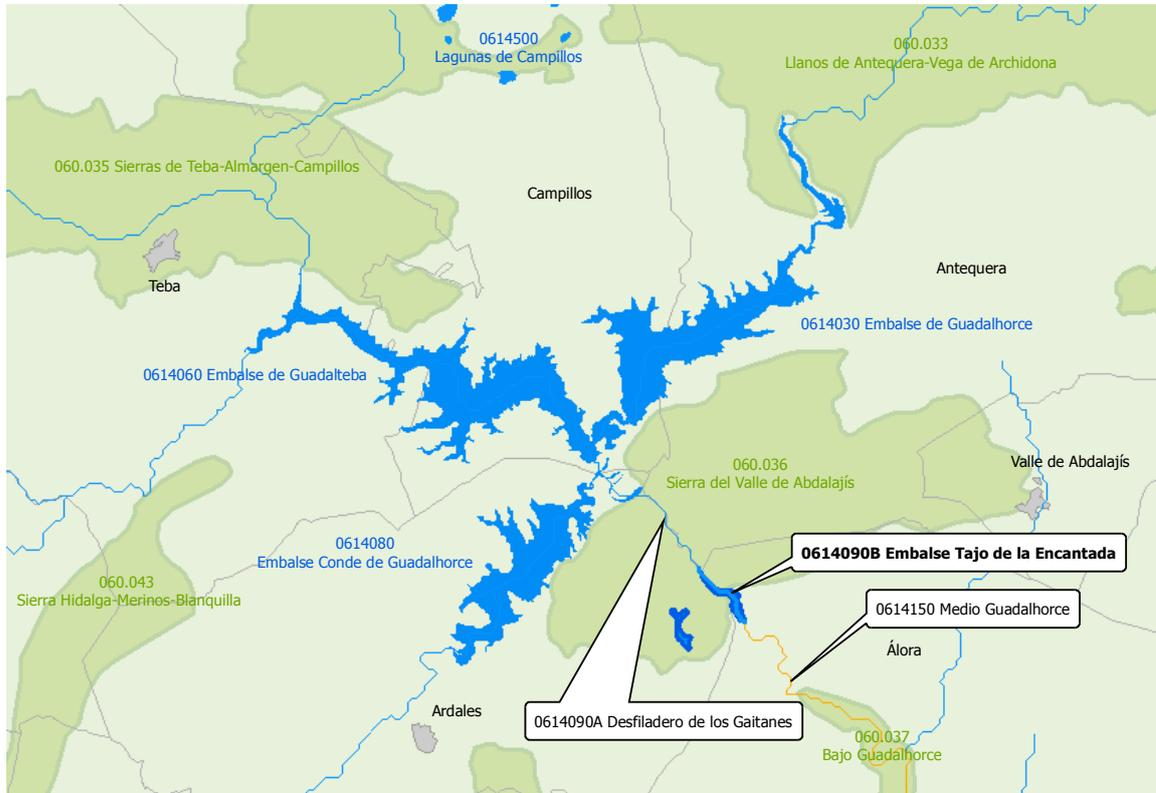 0614500
Lagunas de Campillos
060.033
Llanos de Antequera-Vega de Archidona
060.035 Sierras de Teba-Almargen-Campillos
Campillos
Antequera
Teba
0614030 Embalse de Guadalhorce
0614060 Embalse de Guadalteba
060.036
Sierra del Valle de Abdalajís
Valle de Abdalajís
0614080
Embalse Conde de Guadalhorce
0614090B Embalse Tajo de la Encantada
060.043
Sierra Hidalga-Merinos-Blanquilla
0614150 Medio Guadalhorce
Álora
Ardales
0614090A Desfiladero de los Gaitanes
060.037
Bajo Guadalhorce